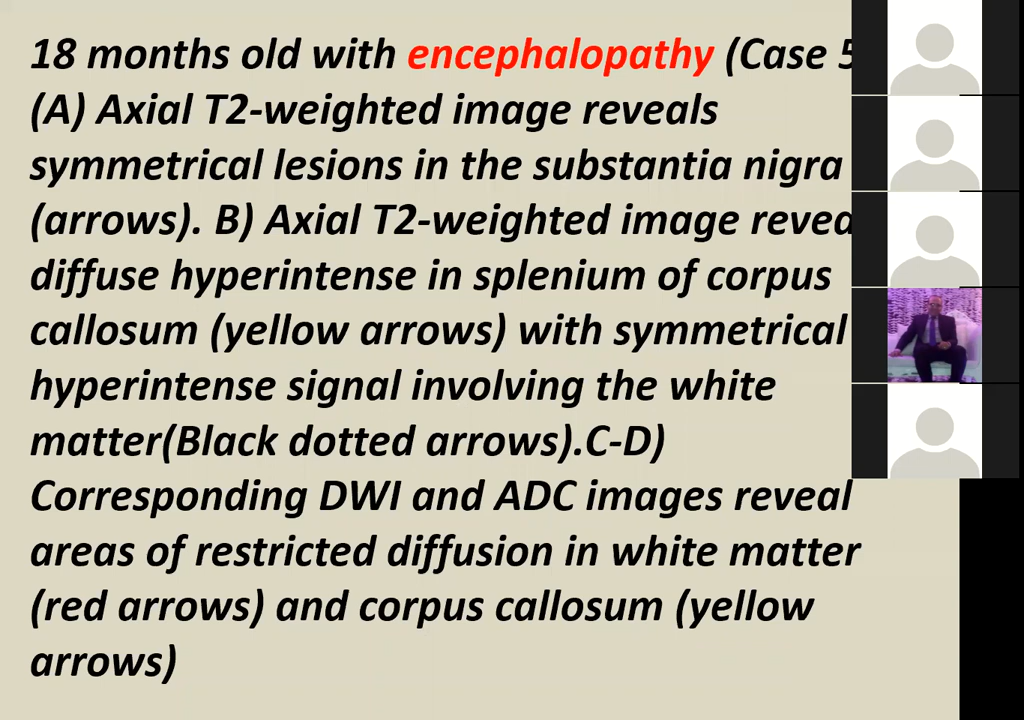 18 months old with encephalopathy (Case 5
(A) Axial T2-weighted image reveals
symmetrical lesions in the substantia nigra
(arrows). B) Axial T2-weighted image revea
diffuse hyperintense in splenium of corpus
callosum (yellow arrows) with symmetrical
hyperintense signal involving the white
matter(Black dotted arrows).C-D)
Corresponding DWI and ADC images reveal
areas of restricted diffusion in white matter
(red arrows) and corpus callosum (yellow
arrows)